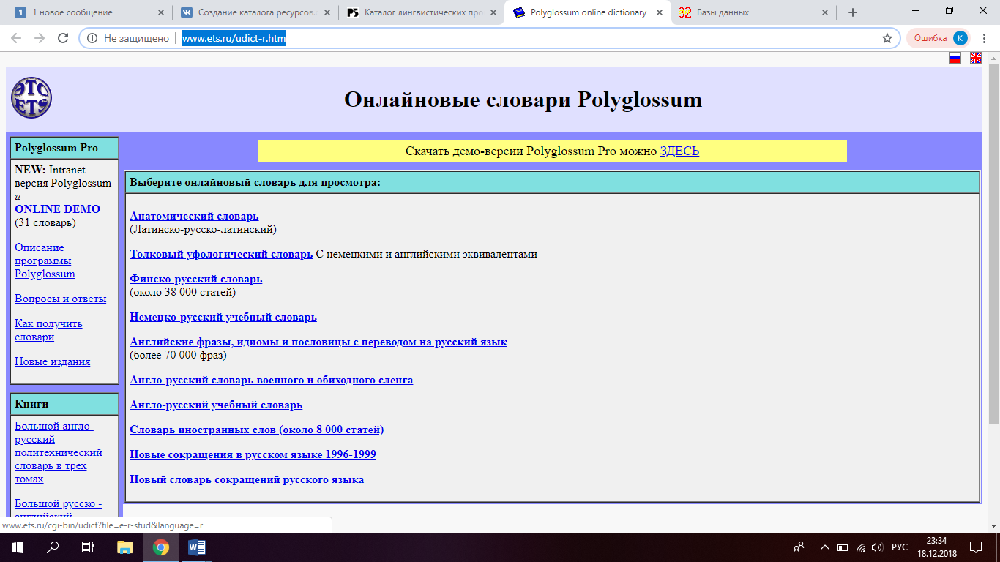 1 новое сообщение
Создание каталога ресурсов.
Каталог лингвистических про
Polyglossum online dictionary
Базы данных
Не защищено
www.ets.ru/udict-r.htm
Ошибка
К
ЭТС
ETS
Онлайновые словари Polyglossum
Polyglossum Pro
NEW: Intranet-
версия Polyglossum
и
ONLINE DEMO
(31 словарь)
Описание
программы
Polyglossum
Вопросы и ответы
Как получить
словари
Новые издания
Книги
Большой англо-
русский
политехнический
словарь в трех
томах
Большой русско -
английский
Скачать демо-версии Polyglossum Pro можно ЗДЕСЬ
Выберите онлайновый словарь для просмотра:
Анатомический словарь
(Латинско-русско-латинский)
Толковый уфологический словарь С немецкими и английскими эквивалентами
Финско-русский словарь
(около 38 000 статей)
Немецко-русский учебный словарь
Английские фразы, идиомы и пословицы с переводом на русский язык
(более 70 000 фраз)
Англо-русский словарь военного и обиходного сленга
Англо-русский учебный словарь
Словарь иностранных слов (около 8 000 статей)
Новые сокращения в русском языке 1996-1999
Новый словарь сокращений русского языка
www.ets.ru/cgi-bin/udict?file=e-r-stud&language=r
РУС
23:34
18.12.2018